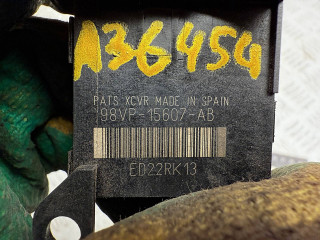 A36454
PATS XCVR MADE IN SPAIN
98VP-15607-AB
ED22RK13